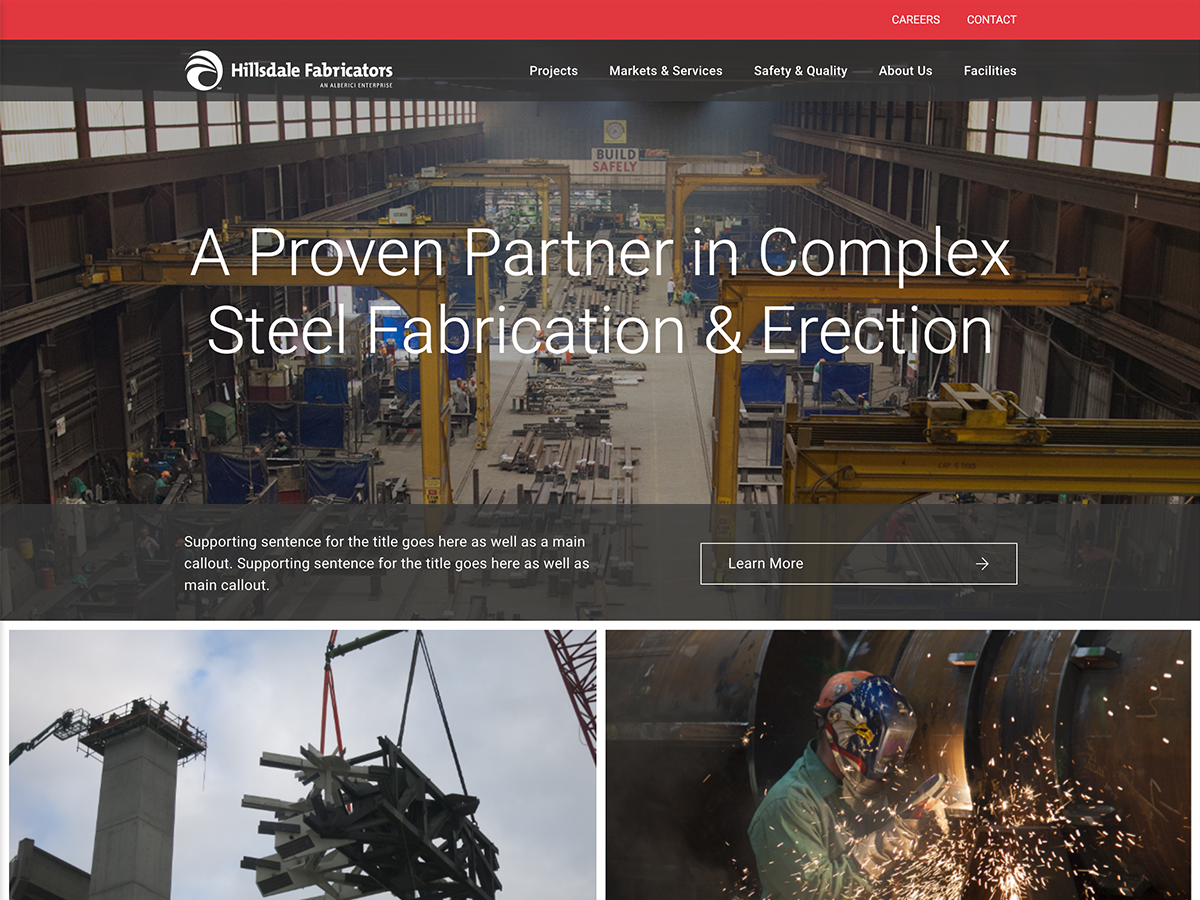 CAREERS CONTACT
Hillsdale Fabricators
AN ALBERICI ENTERPRISE
Projects Markets & Services Safety & Quality About Us Facilities
BUILD
SAFELY
A Proven Partner in Complex
Steel Fabrication & Erection
Supporting sentence for the title goes here as well as a main
callout. Supporting sentence for the title goes here as well as
main callout.
Learn More